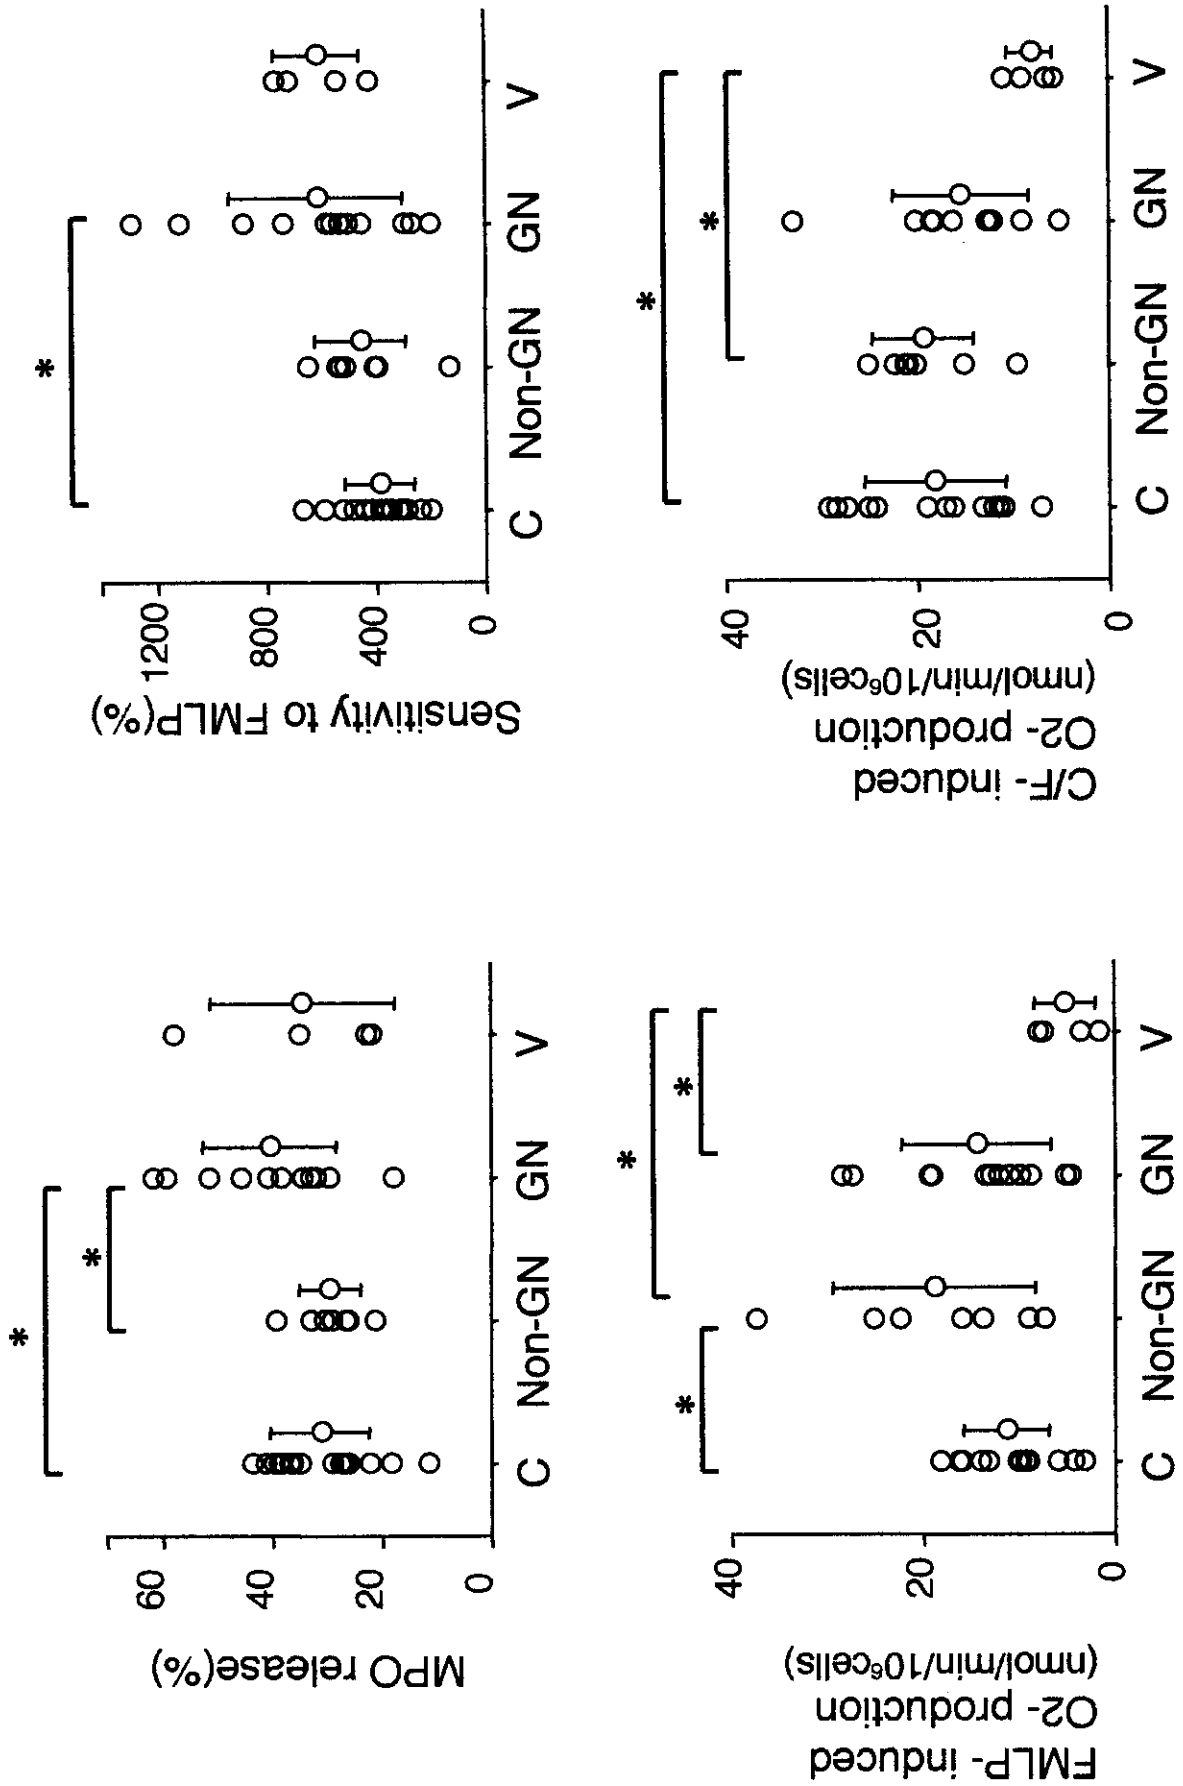 MPO release(%)
60
40
20
0
*
*
C Non-GN GN V
Sensitivity to FMLP(%)
1200
800
400
0
*
C Non-GN GN V
FMLP- induced
O2- production
(nmol/min/10⁶cells)
40
20
0
*
*
*
C Non-GN GN V
C/F- induced
O2- production
(nmol/min/10⁶cells)
40
20
0
*
*
C Non-GN GN V